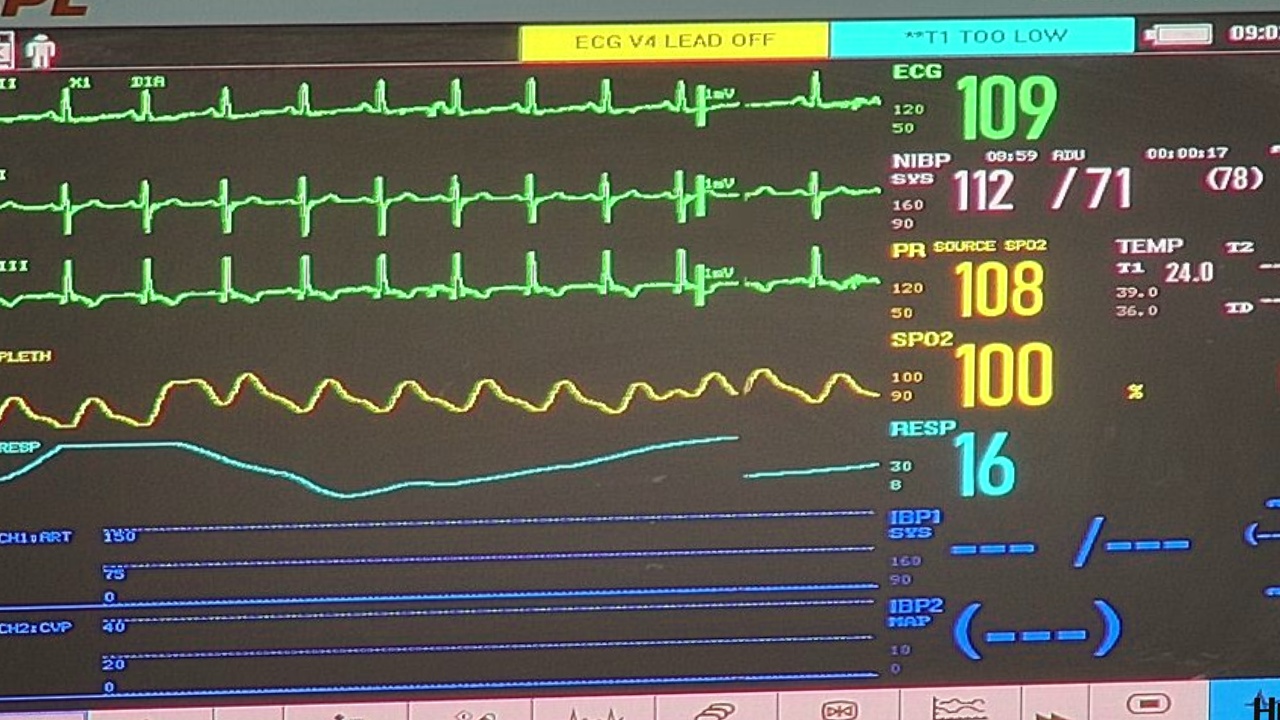 ECG V4 LEAD OFF
**T1 TOO LOW
09:0
II X1 DIA
1mV
ECG
120
50
109
I
1mV
NIBP 08:59 ADU 00:00:17
SYS
160
90
112 /71 (78)
III
1mV
PR SOURCE SPO2
120
50
108
TEMP T2
T1 24.0
39.0
36.0
TD
PLETH
SPO2
100
90
100
%
RESP
RESP
30
8
16
CH1:ART
150
75
0
IBP1
SYS
160
90
--- /---
CH2:CVP
40
20
0
IBP2
MAP
10
0
(---)